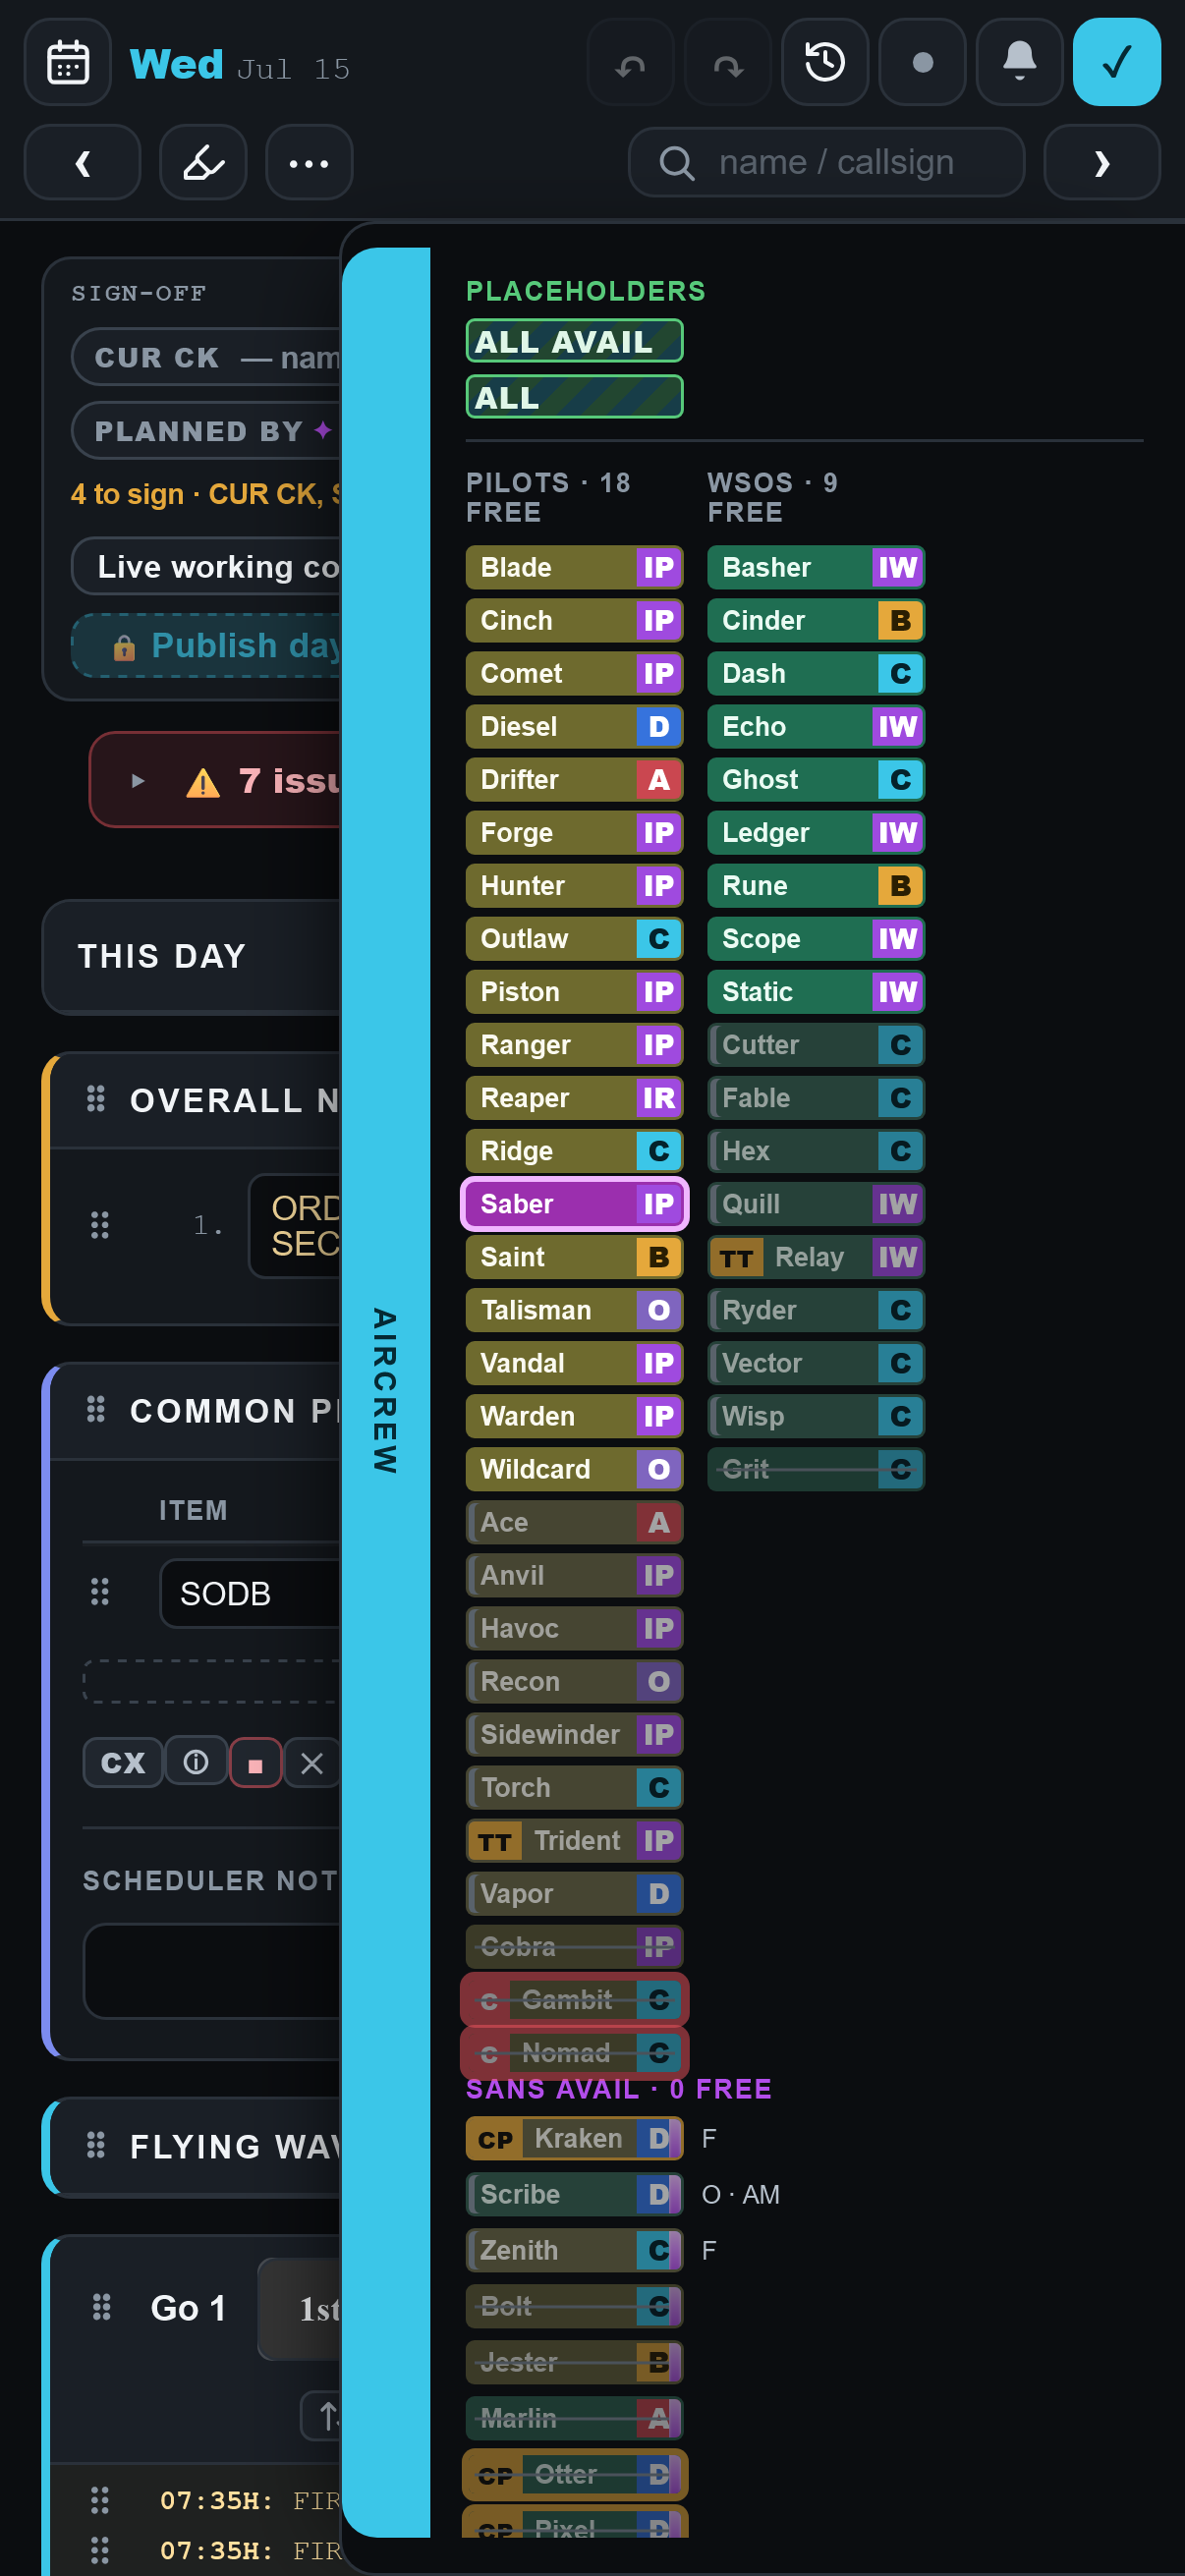 Wed Jul 15
name / callsign
SIGN-OFF
CUR CK — nam
PLANNED BY
4 to sign · CUR CK, S
Live working co
Publish day
7 issu
THIS DAY
OVERALL N
1. ORD
SEC
COMMON P
ITEM
SODB
CX
SCHEDULER NOT
FLYING WAV
Go 1 1st
07:35H: FIR
07:35H: FIR
AIRCREW
PLACEHOLDERS
ALL AVAIL
ALL
PILOTS · 18
FREE
Blade IP
Cinch IP
Comet IP
Diesel D
Drifter A
Forge IP
Hunter IP
Outlaw C
Piston IP
Ranger IP
Reaper IR
Ridge C
Saber IP
Saint B
Talisman O
Vandal IP
Warden IP
Wildcard O
Ace A
Anvil IP
Havoc IP
Recon O
Sidewinder IP
Torch C
TT Trident IP
Vapor D
Cobra IP
C Gambit C
C Nomad C
WSOS · 9
FREE
Basher IW
Cinder B
Dash C
Echo IW
Ghost C
Ledger IW
Rune B
Scope IW
Static IW
Cutter C
Fable C
Hex C
Quill IW
TT Relay IW
Ryder C
Vector C
Wisp C
Grit C
SANS AVAIL · 0 FREE
CP Kraken D F
Scribe D O · AM
Zenith C F
Bolt C
Jester B
Marlin A
CP Otter D
CP Pixel D